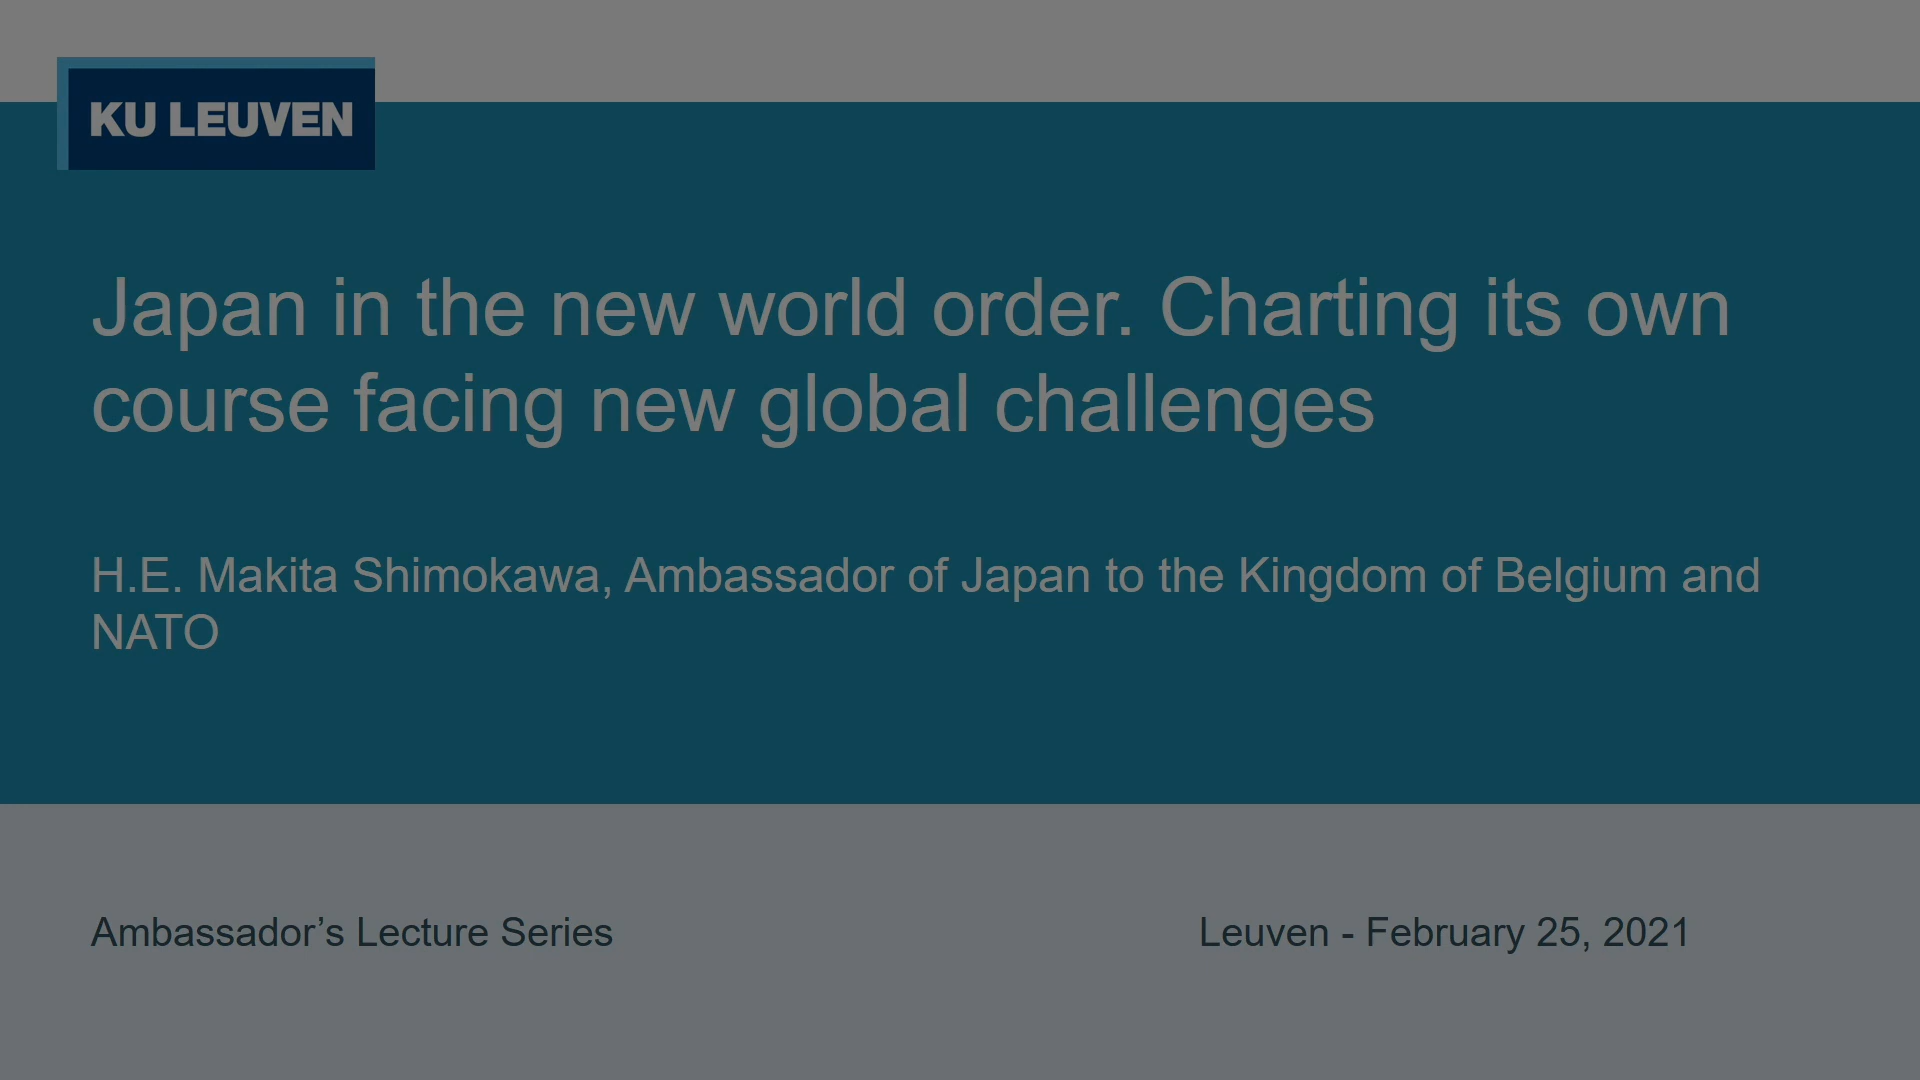 KU LEUVEN
Japan in the new world order. Charting its own
course facing new global challenges
H.E. Makita Shimokawa, Ambassador of Japan to the Kingdom of Belgium and
NATO
Ambassador’s Lecture Series
Leuven - February 25, 2021